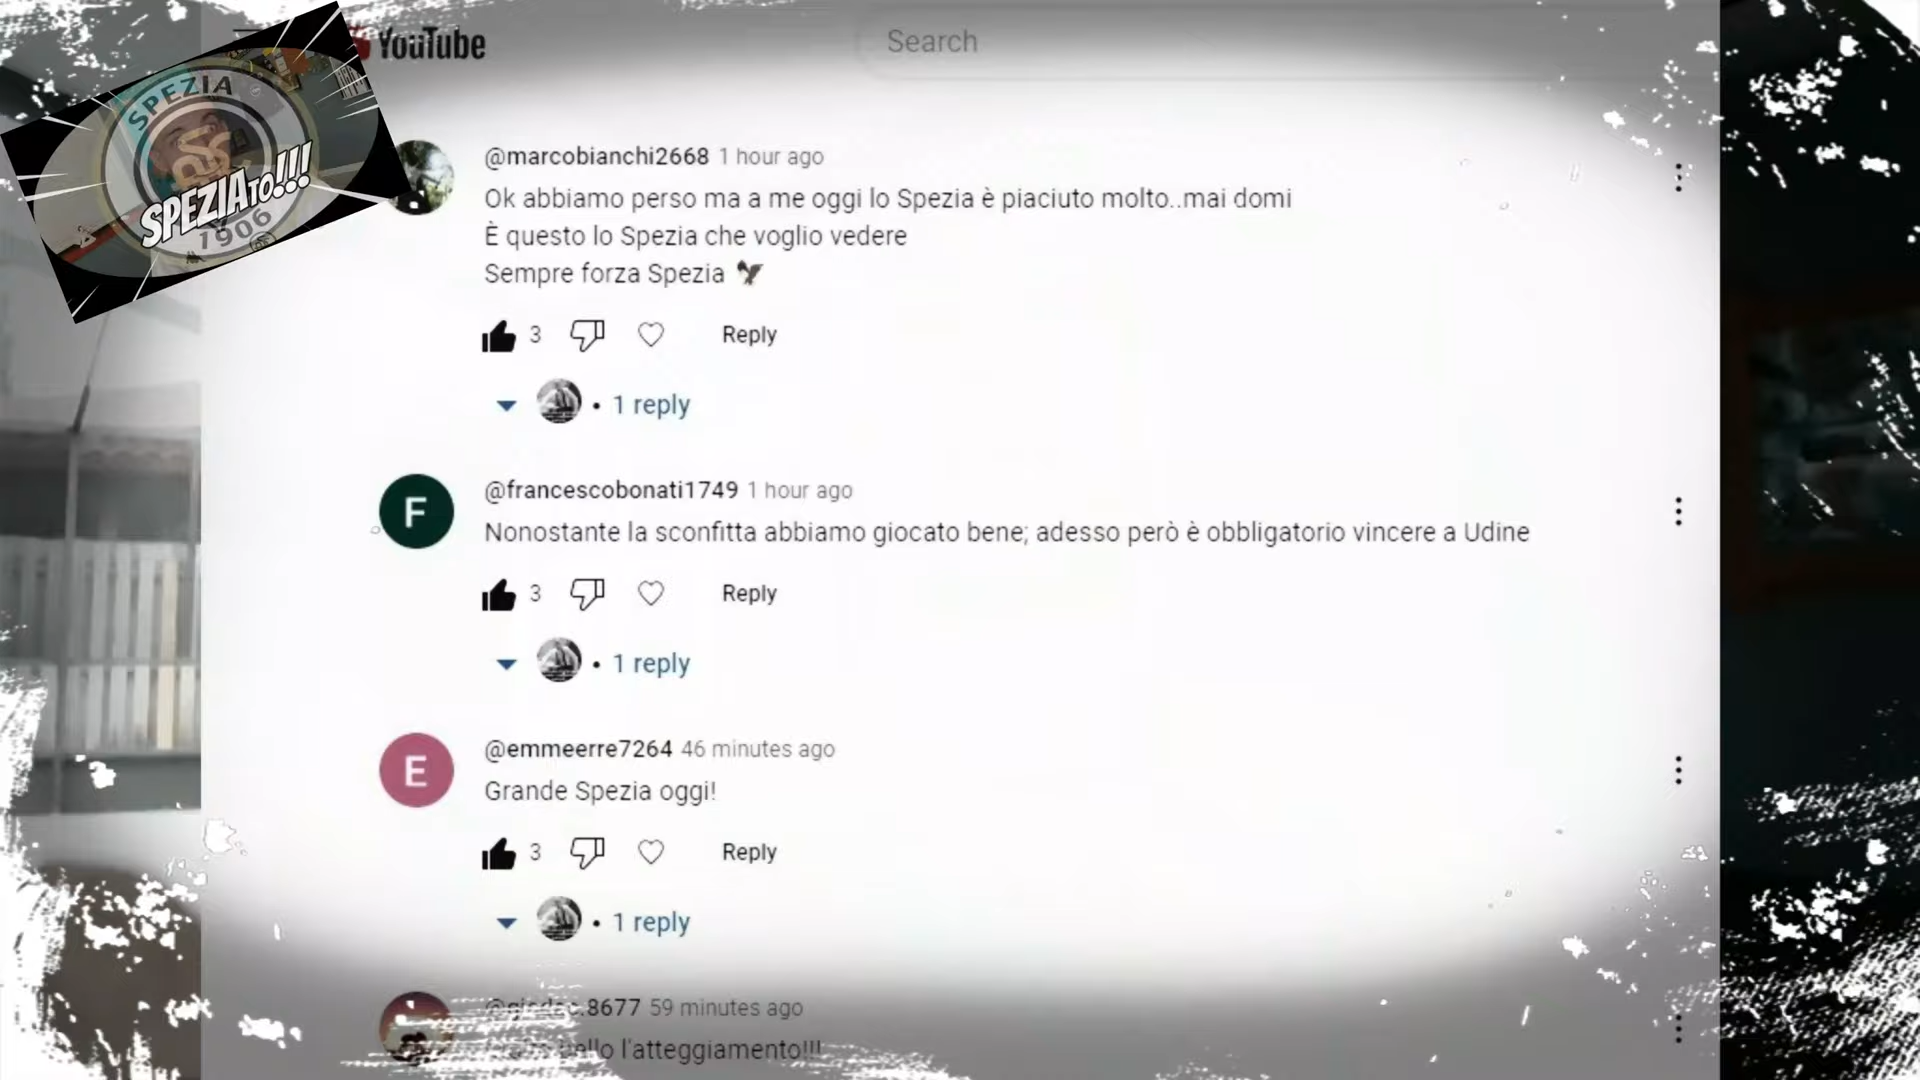 YouTube
Search
SPEZIA
SPEZIATO!!!
1906
@marcobianchi2668 1 hour ago
Ok abbiamo perso ma a me oggi lo Spezia è piaciuto molto..mai domi
È questo lo Spezia che voglio vedere
Sempre forza Spezia 🦅
3 Reply
• 1 reply
F
@francescobonati1749 1 hour ago
Nonostante la sconfitta abbiamo giocato bene; adesso però è obbligatorio vincere a Udine
3 Reply
• 1 reply
E
@emmeerre7264 46 minutes ago
Grande Spezia oggi!
3 Reply
• 1 reply
59 minutes ago
l'atteggiamento!!!